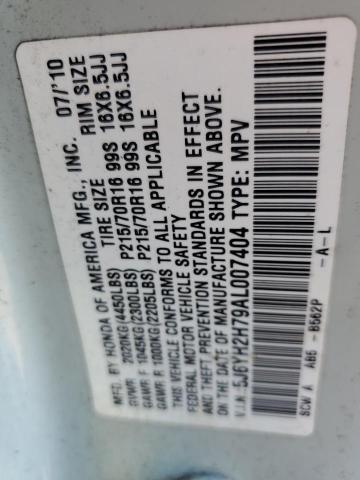 MFD. BY HONDA OF AMERICA MFG., INC. 07/'10
TIRE SIZE RIM SIZE
GVWR 2020KG(4450LBS)
GAWR F 1045KG(2300LBS) P215/70R16 99S 16X6.5JJ
GAWR R 1000KG(2205LBS) P215/70R16 99S 16X6.5JJ
THIS VEHICLE CONFORMS TO ALL APPLICABLE
FEDERAL MOTOR VEHICLE SAFETY
AND THEFT PREVENTION STANDARDS IN EFFECT
ON THE DATE OF MANUFACTURE SHOWN ABOVE.
V.I.N: 5J6YH2H79AL007404 TYPE: MPV
SCW A AB5 -B562P
-A-L